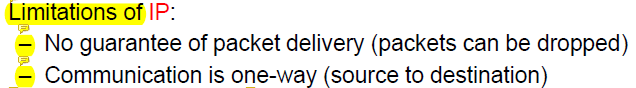 Limitations of IP:
– No guarantee of packet delivery (packets can be dropped)
– Communication is one-way (source to destination)